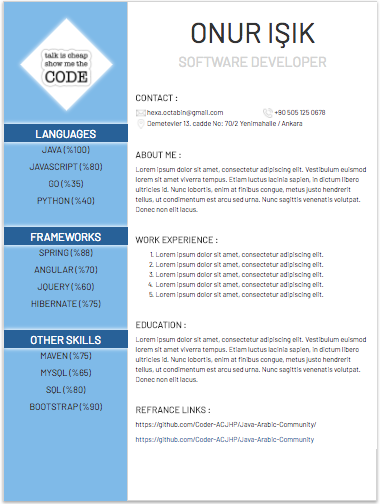 talk is cheap
show me the
CODE
LANGUAGES
JAVA (%100)
JAVASCRIPT (%80)
GO (%35)
PYTHON (%40)
FRAMEWORKS
SPRING (%88)
ANGULAR (%70)
JQUERY (%60)
HIBERNATE (%75)
OTHER SKILLS
MAVEN (%75)
MYSQL (%65)
SQL (%80)
BOOTSTRAP (%90)
ONUR IŞIK
SOFTWARE DEVELOPER
CONTACT :
hexa.octabin@gmail.com +90 505 125 0678
Demetevler 13. cadde No: 70/2 Yenimahalle / Ankara
ABOUT ME :
Lorem ipsum dolor sit amet, consectetur adipiscing elit. Vestibulum euismod
lorem sit amet viverra tempus. Etiam luctus lacinia sapien, in dictum libero
ultricies id. Nunc lobortis, enim at finibus congue, metus justo hendrerit
tellus, ut condimentum erat nunc ac nunc. Nunc sagittis venenatis volutpat.
Donec non elit lacus.
WORK EXPERIENCE :
1. Lorem ipsum dolor sit amet, consectetur adipiscing elit.
2. Lorem ipsum dolor sit amet, consectetur adipiscing elit.
3. Lorem ipsum dolor sit amet, consectetur adipiscing elit.
4. Lorem ipsum dolor sit amet, consectetur adipiscing elit.
5. Lorem ipsum dolor sit amet, consectetur adipiscing elit.
EDUCATION :
Lorem ipsum dolor sit amet, consectetur adipiscing elit. Vestibulum euismod
lorem sit amet viverra tempus. Etiam luctus lacinia sapien, in dictum libero
ultricies id. Nunc lobortis, enim at finibus congue, metus justo hendrerit
tellus, ut condimentum erat nunc ac nunc. Nunc sagittis venenatis volutpat.
Donec non elit lacus.
REFRANCE LINKS :
https://github.com/Coder-ACJHP/Java-Arabic-Community/
https://github.com/Coder-ACJHP/Java-Arabic-Community